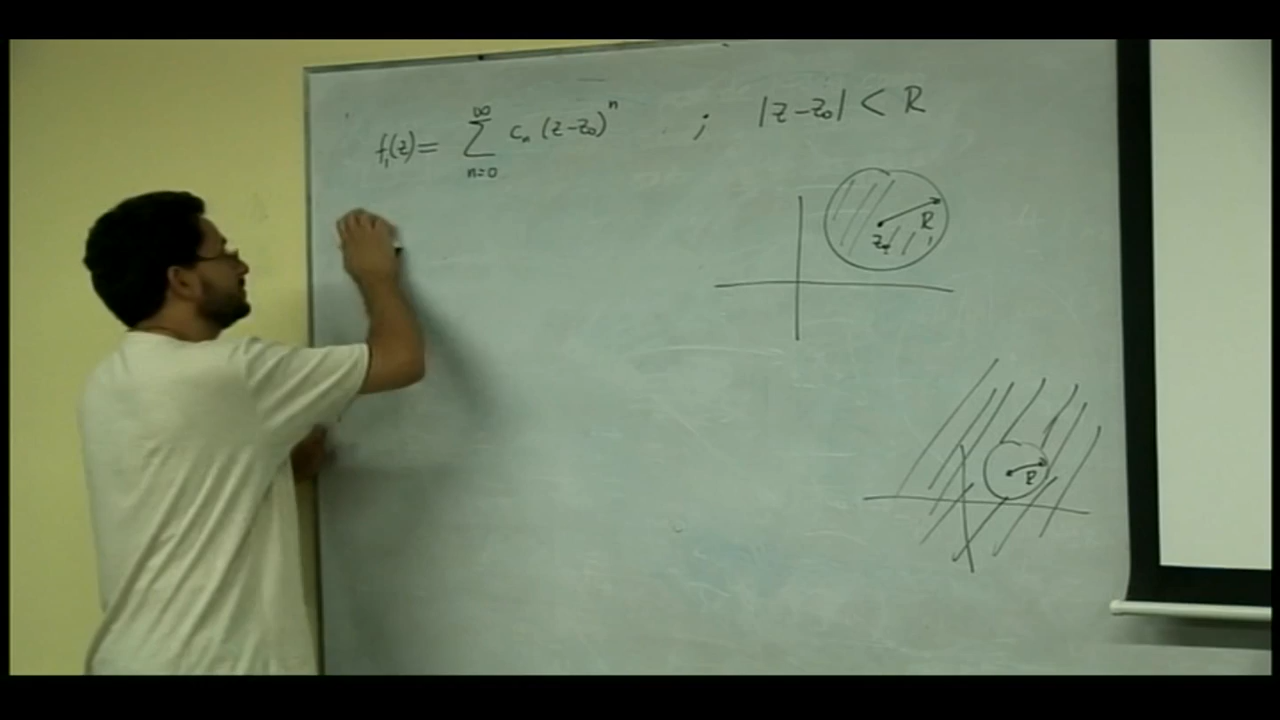 f₁(z) = ∑_{n=0}^{∞} cₙ (z-z₀)ⁿ ; |z-z₀| < R
R
z₀
R